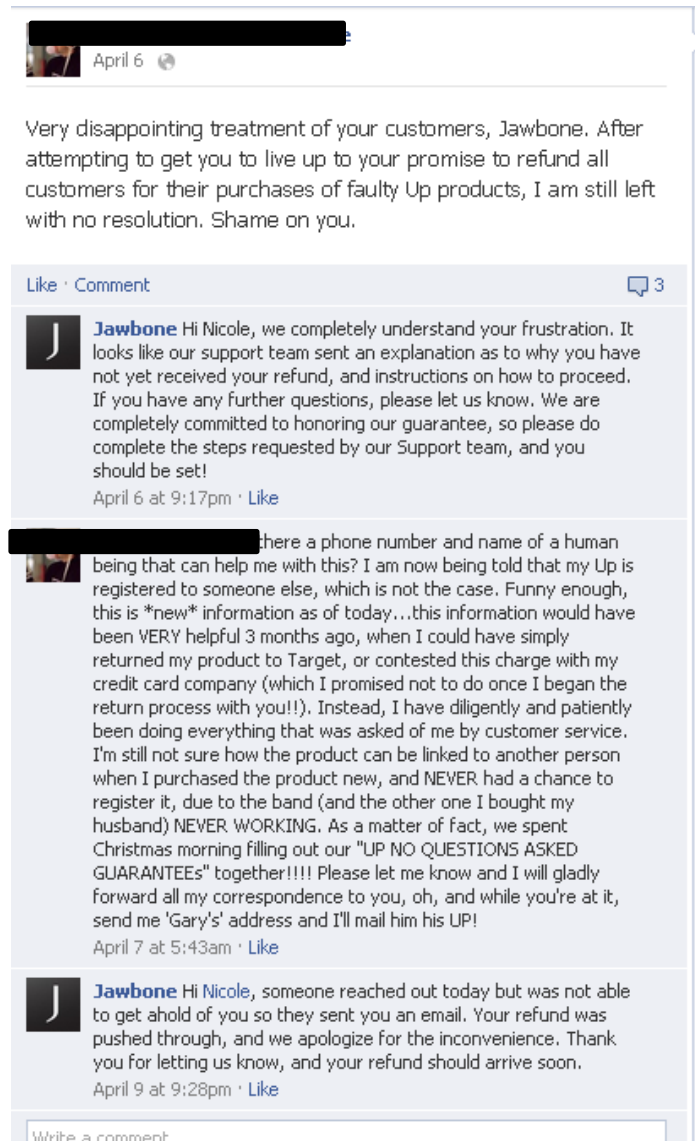 April 6
Very disappointing treatment of your customers, Jawbone. After
attempting to get you to live up to your promise to refund all
customers for their purchases of faulty Up products, I am still left
with no resolution. Shame on you.
Like · Comment
3
Jawbone Hi Nicole, we completely understand your frustration. It
looks like our support team sent an explanation as to why you have
not yet received your refund, and instructions on how to proceed.
If you have any further questions, please let us know. We are
completely committed to honoring our guarantee, so please do
complete the steps requested by our Support team, and you
should be set!
April 6 at 9:17pm · Like
there a phone number and name of a human
being that can help me with this? I am now being told that my Up is
registered to someone else, which is not the case. Funny enough,
this is *new* information as of today...this information would have
been VERY helpful 3 months ago, when I could have simply
returned my product to Target, or contested this charge with my
credit card company (which I promised not to do once I began the
return process with you!!). Instead, I have diligently and patiently
been doing everything that was asked of me by customer service.
I'm still not sure how the product can be linked to another person
when I purchased the product new, and NEVER had a chance to
register it, due to the band (and the other one I bought my
husband) NEVER WORKING. As a matter of fact, we spent
Christmas morning filling out our "UP NO QUESTIONS ASKED
GUARANTEEs" together!!!! Please let me know and I will gladly
forward all my correspondence to you, oh, and while you're at it,
send me 'Gary's' address and I'll mail him his UP!
April 7 at 5:43am · Like
Jawbone Hi Nicole, someone reached out today but was not able
to get ahold of you so they sent you an email. Your refund was
pushed through, and we apologize for the inconvenience. Thank
you for letting us know, and your refund should arrive soon.
April 9 at 9:28pm · Like
Write a comment